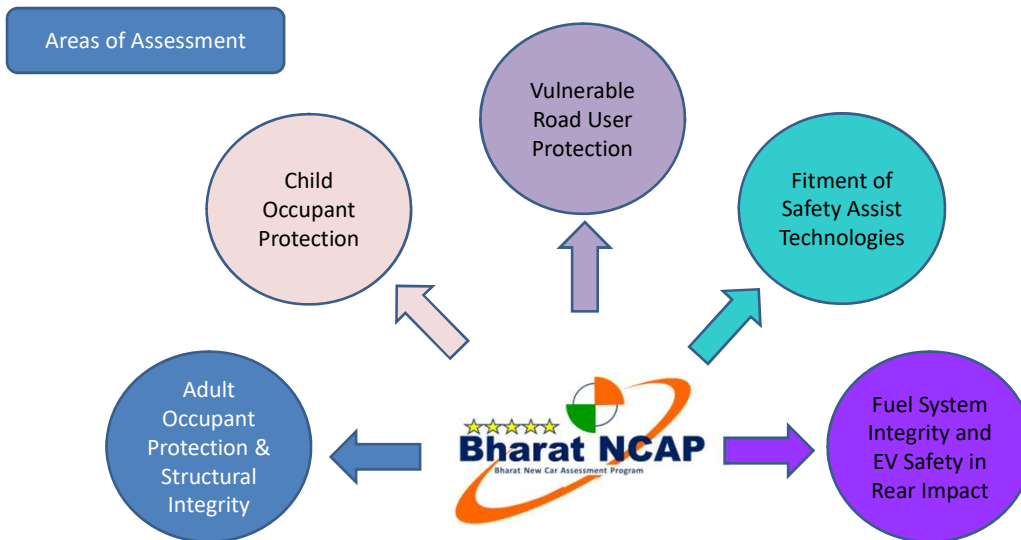 Areas of Assessment
Vulnerable
Road User
Protection
Child
Occupant
Protection
Fitment of
Safety Assist
Technologies
Adult
Occupant
Protection &
Structural
Integrity
Bharat NCAP
Bharat New Car Assessment Program
Fuel System
Integrity and
EV Safety in
Rear Impact